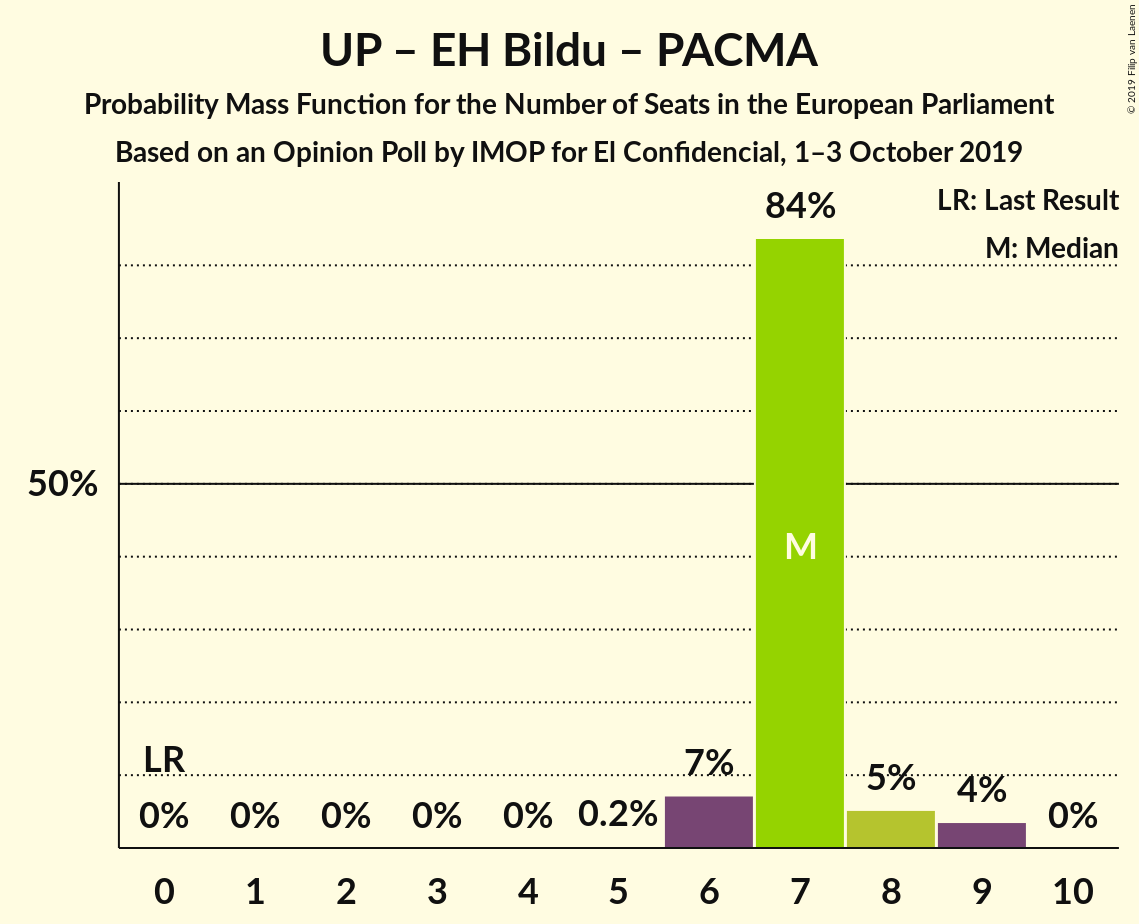 UP – EH Bildu – PACMA
Probability Mass Function for the Number of Seats in the European Parliament
Based on an Opinion Poll by IMOP for El Confidencial, 1–3 October 2019
© 2019 Filip van Laenen
LR: Last Result
M: Median
84%
50%
M
LR
0%
0%
0%
0%
0%
0.2%
7%
5%
4%
0%
0 1 2 3 4 5 6 7 8 9 10